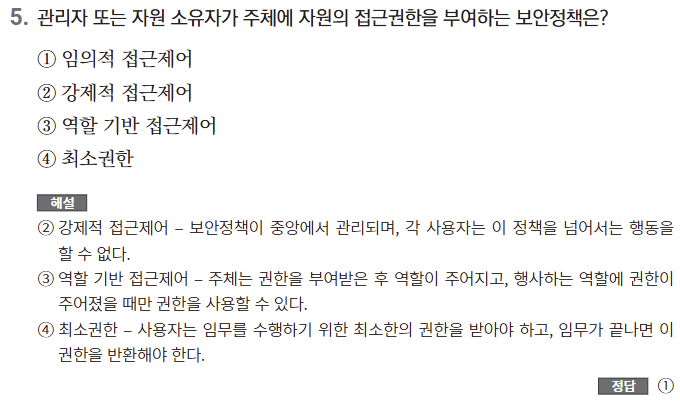 5. 관리자 또는 자원 소유자가 주체에 자원의 접근권한을 부여하는 보안정책은?
① 임의적 접근제어
② 강제적 접근제어
③ 역할 기반 접근제어
④ 최소권한
해설
② 강제적 접근제어 – 보안정책이 중앙에서 관리되며, 각 사용자는 이 정책을 넘어서는 행동을
할 수 없다.
③ 역할 기반 접근제어 – 주체는 권한을 부여받은 후 역할이 주어지고, 행사하는 역할에 권한이
주어졌을 때만 권한을 사용할 수 있다.
④ 최소권한 – 사용자는 임무를 수행하기 위한 최소한의 권한을 받아야 하고, 임무가 끝나면 이
권한을 반환해야 한다.
정답 ①